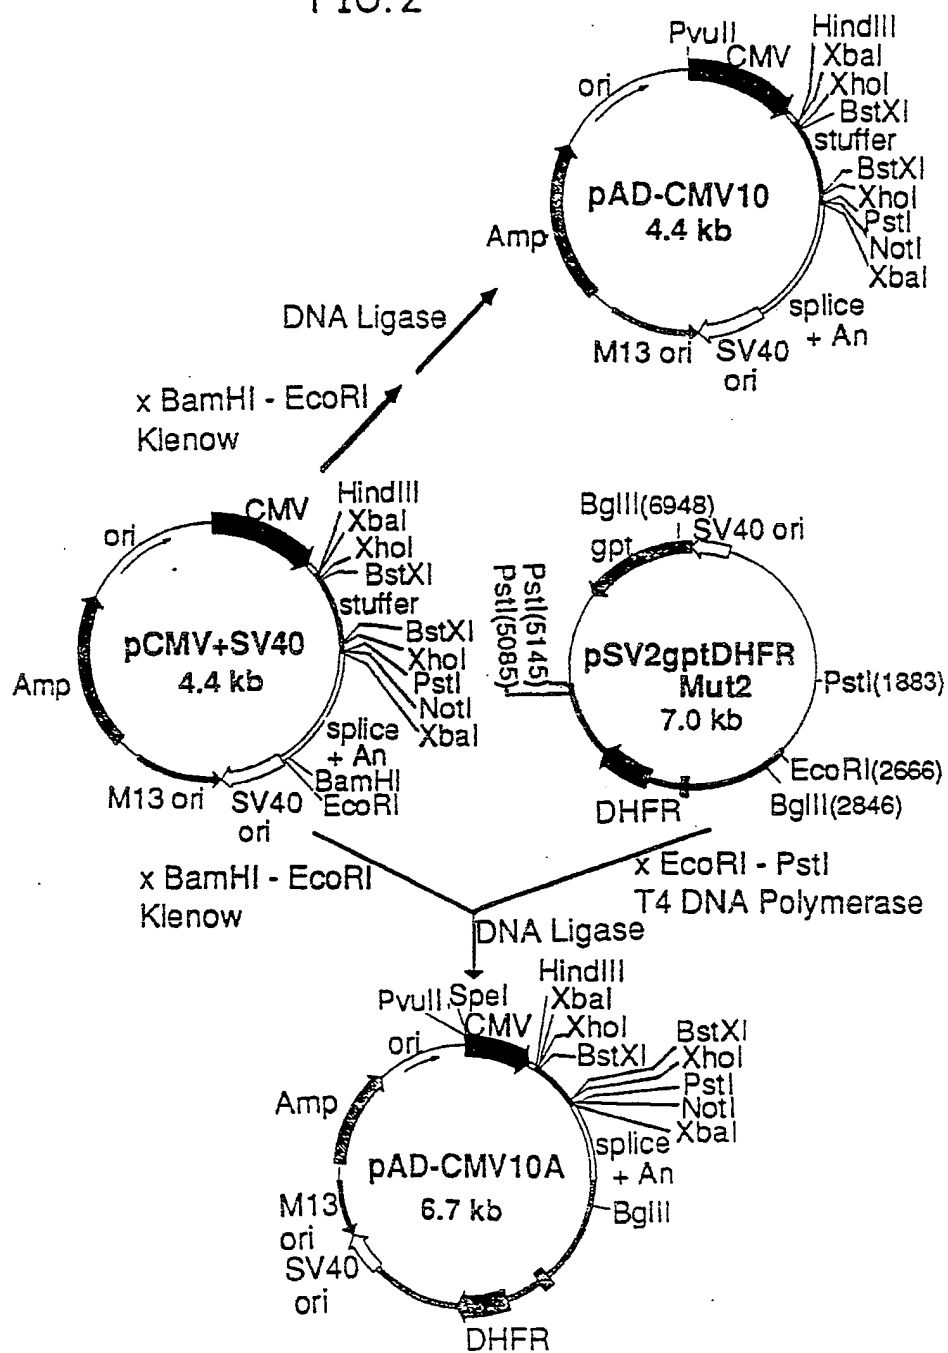 FIG. 2
PvuII
CMV
HindIII
XbaI
XhoI
BstXI
stuffer
BstXI
XhoI
PstI
NotI
XbaI
splice
+ An
SV40
ori
M13 ori
Amp
ori
pAD-CMV10
4.4 kb
DNA Ligase
x BamHI - EcoRI
Klenow
CMV
HindIII
XbaI
XhoI
BstXI
stuffer
BstXI
XhoI
PstI
NotI
XbaI
splice
+ An
BamHI
EcoRI
SV40
ori
M13 ori
Amp
ori
pCMV+SV40
4.4 kb
BglII(6948)
SV40 ori
gpt
PstI(5145)
PstI(5085)
pSV2gptDHFR
Mut2
7.0 kb
PstI(1883)
EcoRI(2666)
BglII(2846)
DHFR
x BamHI - EcoRI
Klenow
x EcoRI - PstI
T4 DNA Polymerase
DNA Ligase
PvuII
SpeI
CMV
HindIII
XbaI
XhoI
BstXI
BstXI
XhoI
PstI
NotI
XbaI
splice
+ An
BglII
DHFR
SV40
ori
M13
ori
Amp
ori
pAD-CMV10A
6.7 kb